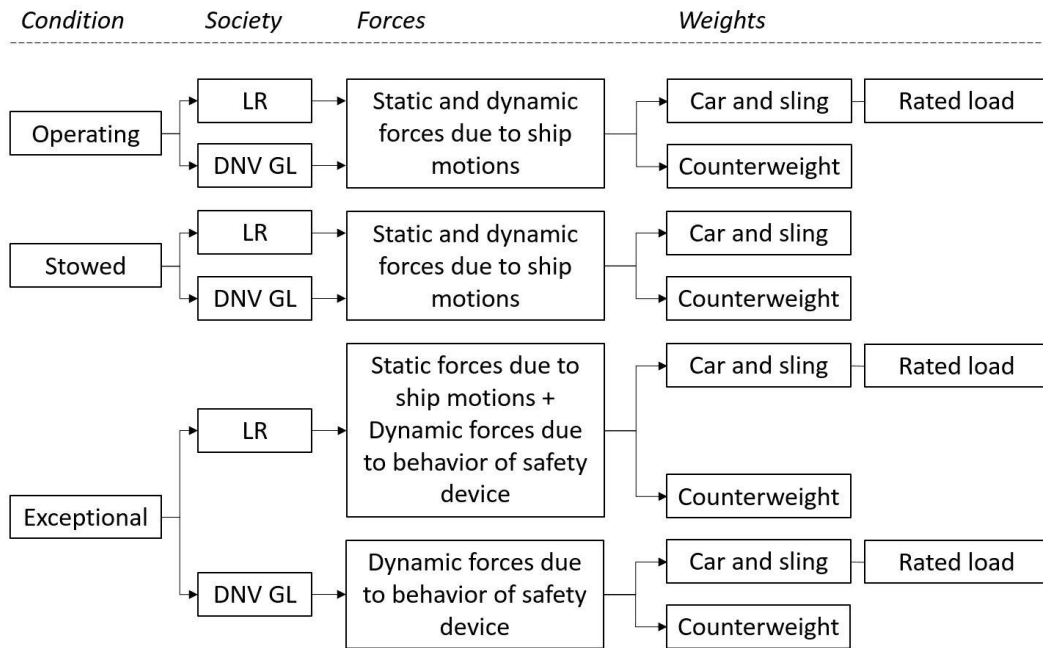 Condition Society Forces Weights
LR
Static and dynamic
Car and sling
Rated load
Operating
forces due to ship
DNV GL
motions
Counterweight
LR
Static and dynamic
Car and sling
Stowed
forces due to ship
DNV GL
motions
Counterweight
Static forces due to
ship motions +
Dynamic forces due
to behavior of safety
device
Car and sling
Rated load
LR
Counterweight
Exceptional
DNV GL
Dynamic forces due
to behavior of safety
device
Car and sling
Rated load
Counterweight